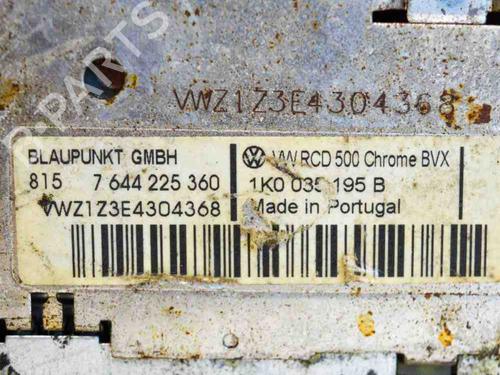 VWZ1Z3E4304368
BLAUPUNKT GMBH
815 7 644 225 360
VWZ1Z3E4304368
VW RCD 500 Chrome BVX
1K0 035 195 B
Made in Portugal
B-PARTS